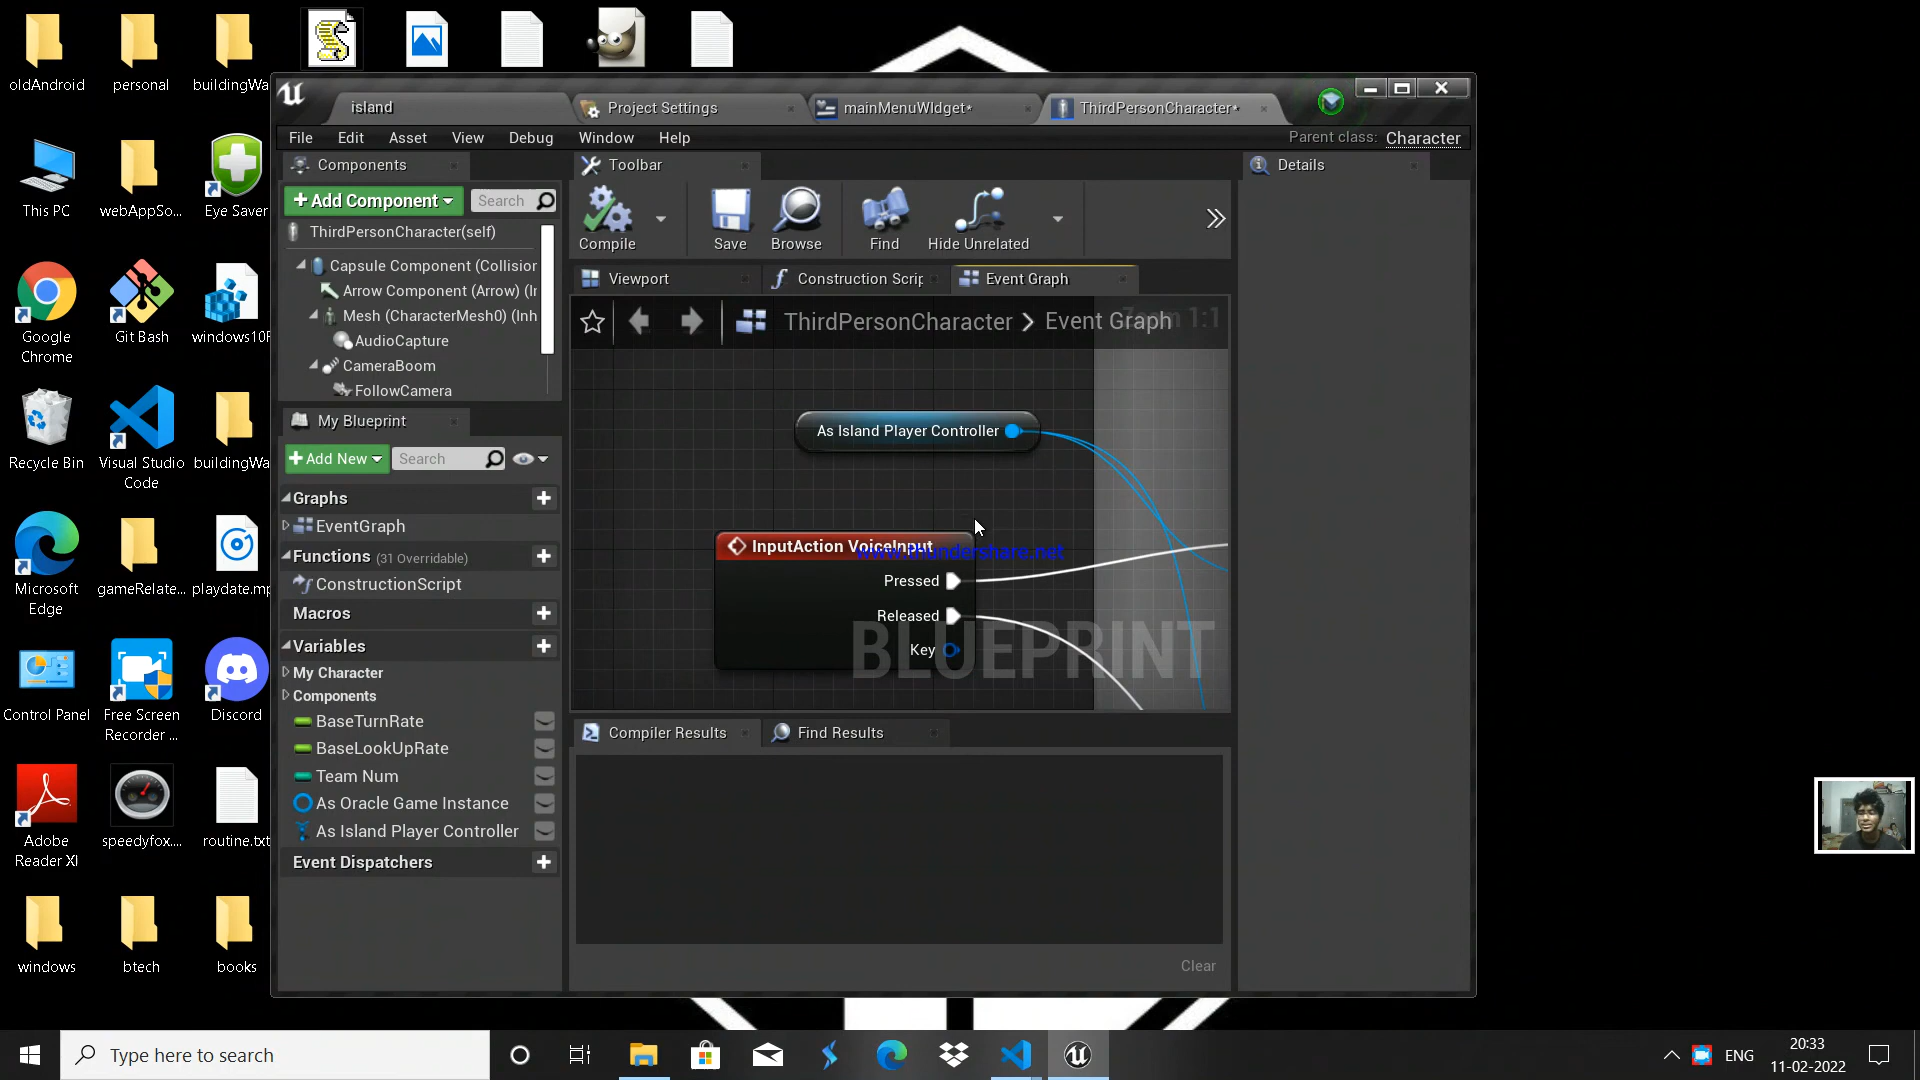 oldAndroid
personal
buildingWa
This PC
webAppSo...
Eye Saver
Google
Chrome
Git Bash
windows10F
Recycle Bin
Visual Studio
Code
buildingWa
Microsoft
Edge
gameRelate...
playdate.mp
Control Panel
Free Screen
Recorder ...
Discord
Adobe
Reader XI
speedyfox....
routine.txt
windows
btech
books
island
Project Settings
mainMenuWIdget*
ThirdPersonCharacter*
File
Edit
Asset
View
Debug
Window
Help
Parent class:
Character
Components
+ Add Component
Search
ThirdPersonCharacter(self)
Capsule Component (Collision
Arrow Component (Arrow) (I
Mesh (CharacterMesh0) (Inh
AudioCapture
CameraBoom
FollowCamera
My Blueprint
+ Add New
Search
Graphs
EventGraph
Functions (31 Overridable)
ConstructionScript
Macros
Variables
My Character
Components
BaseTurnRate
BaseLookUpRate
Team Num
As Oracle Game Instance
As Island Player Controller
Event Dispatchers
Toolbar
Compile
Save
Browse
Find
Hide Unrelated
Viewport
Construction Scrip
Event Graph
ThirdPersonCharacter > Event Graph
Zoom 1:1
As Island Player Controller
InputAction VoiceInput
www.thundershare.net
Pressed
Released
Key
BLUEPRINT
Compiler Results
Find Results
Clear
Details
Type here to search
ENG
20:33
11-02-2022